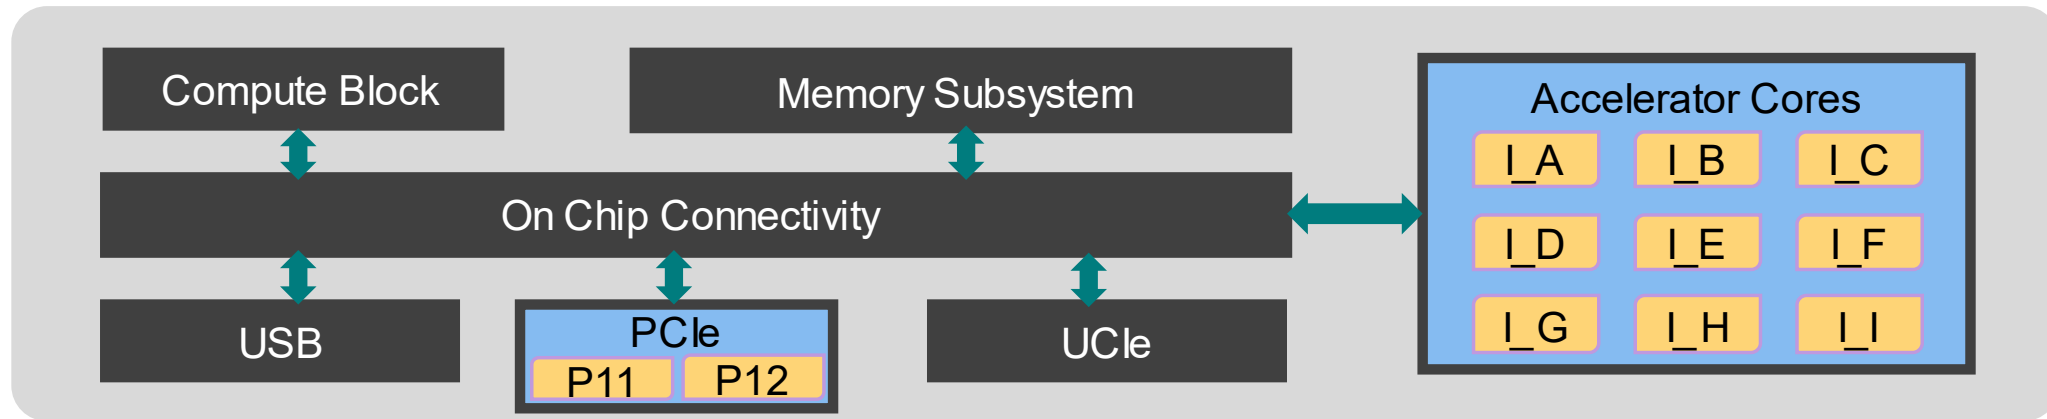 Compute Block
Memory Subsystem
On Chip Connectivity
USB
PCIe
P11 P12
UCIe
Accelerator Cores
I_A I_B I_C
I_D I_E I_F
I_G I_H I_I